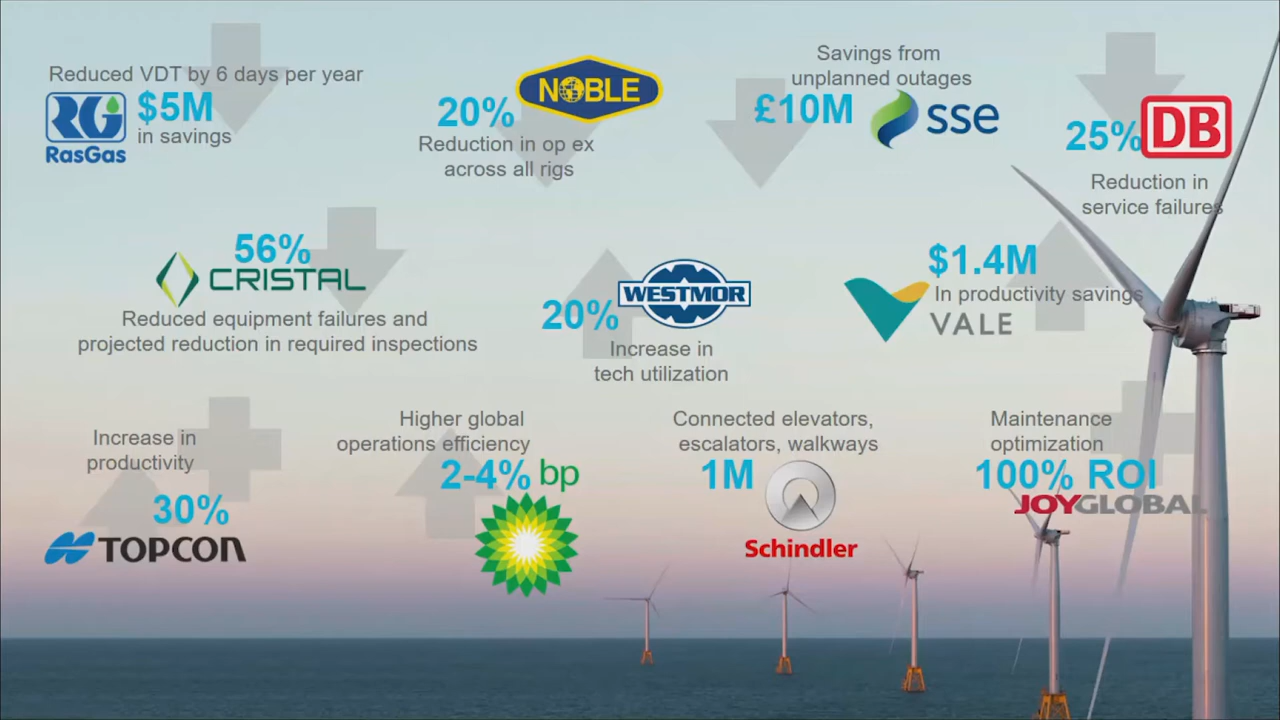 Reduced VDT by 6 days per year
$5M
in savings
RasGas
NOBLE
20%
Reduction in op ex
across all rigs
Savings from
unplanned outages
£10M
sse
25%
DB
Reduction in
service failures
56%
CRISTAL
Reduced equipment failures and
projected reduction in required inspections
WESTMOR
20%
Increase in
tech utilization
$1.4M
In productivity savings
VALE
Increase in
productivity
30%
TOPCON
Higher global
operations efficiency
2-4%
bp
Connected elevators,
escalators, walkways
1M
Schindler
Maintenance
optimization
100% ROI
JOYGLOBAL